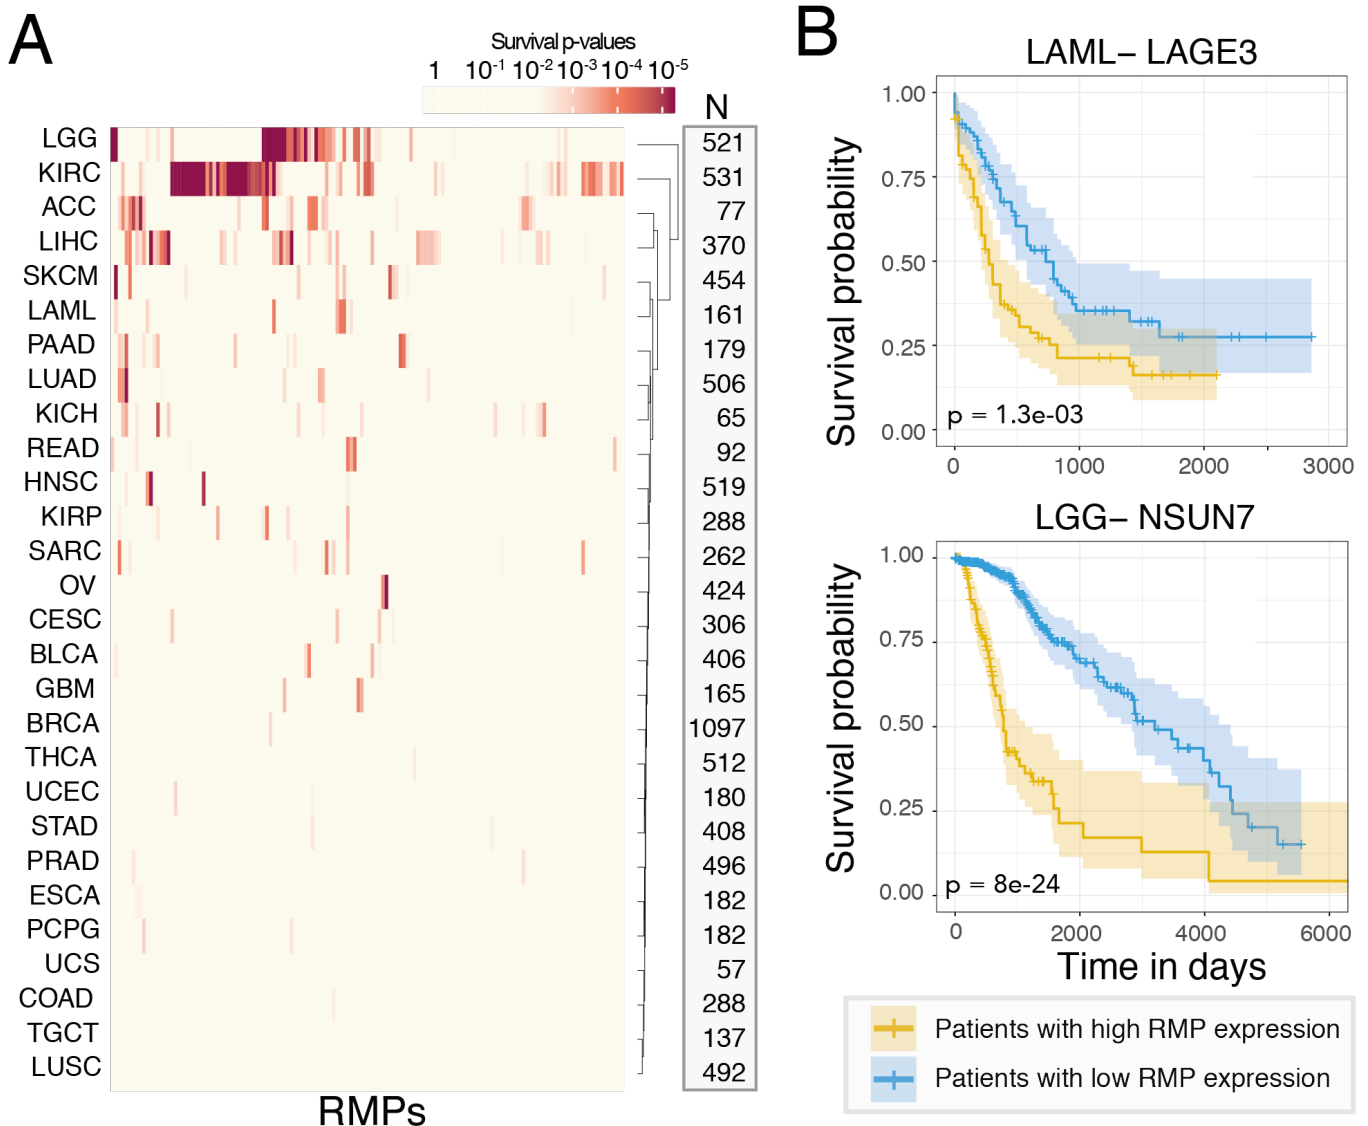 A
Survival p-values
1 10-1 10-2 10-3 10-4 10-5
N
LGG 521
KIRC 531
ACC 77
LIHC 370
SKCM 454
LAML 161
PAAD 179
LUAD 506
KICH 65
READ 92
HNSC 519
KIRP 288
SARC 262
OV 424
CESC 306
BLCA 406
GBM 165
BRCA 1097
THCA 512
UCEC 180
STAD 408
PRAD 496
ESCA 182
PCPG 182
UCS 57
COAD 288
TGCT 137
LUSC 492
RMPs
B
LAML– LAGE3
Survival probability
1.00
0.75
0.50
0.25
0.00
p = 1.3e-03
0 1000 2000 3000
LGG– NSUN7
Survival probability
1.00
0.75
0.50
0.25
0.00
p = 8e-24
0 2000 4000 6000
Time in days
Patients with high RMP expression
Patients with low RMP expression